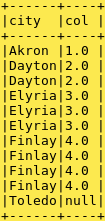 +------+----+
|city  |col |
+------+----+
|Akron |1.0 |
|Dayton|2.0 |
|Dayton|2.0 |
|Elyria|3.0 |
|Elyria|3.0 |
|Elyria|3.0 |
|Finlay|4.0 |
|Finlay|4.0 |
|Finlay|4.0 |
|Finlay|4.0 |
|Toledo|null|
+------+----+